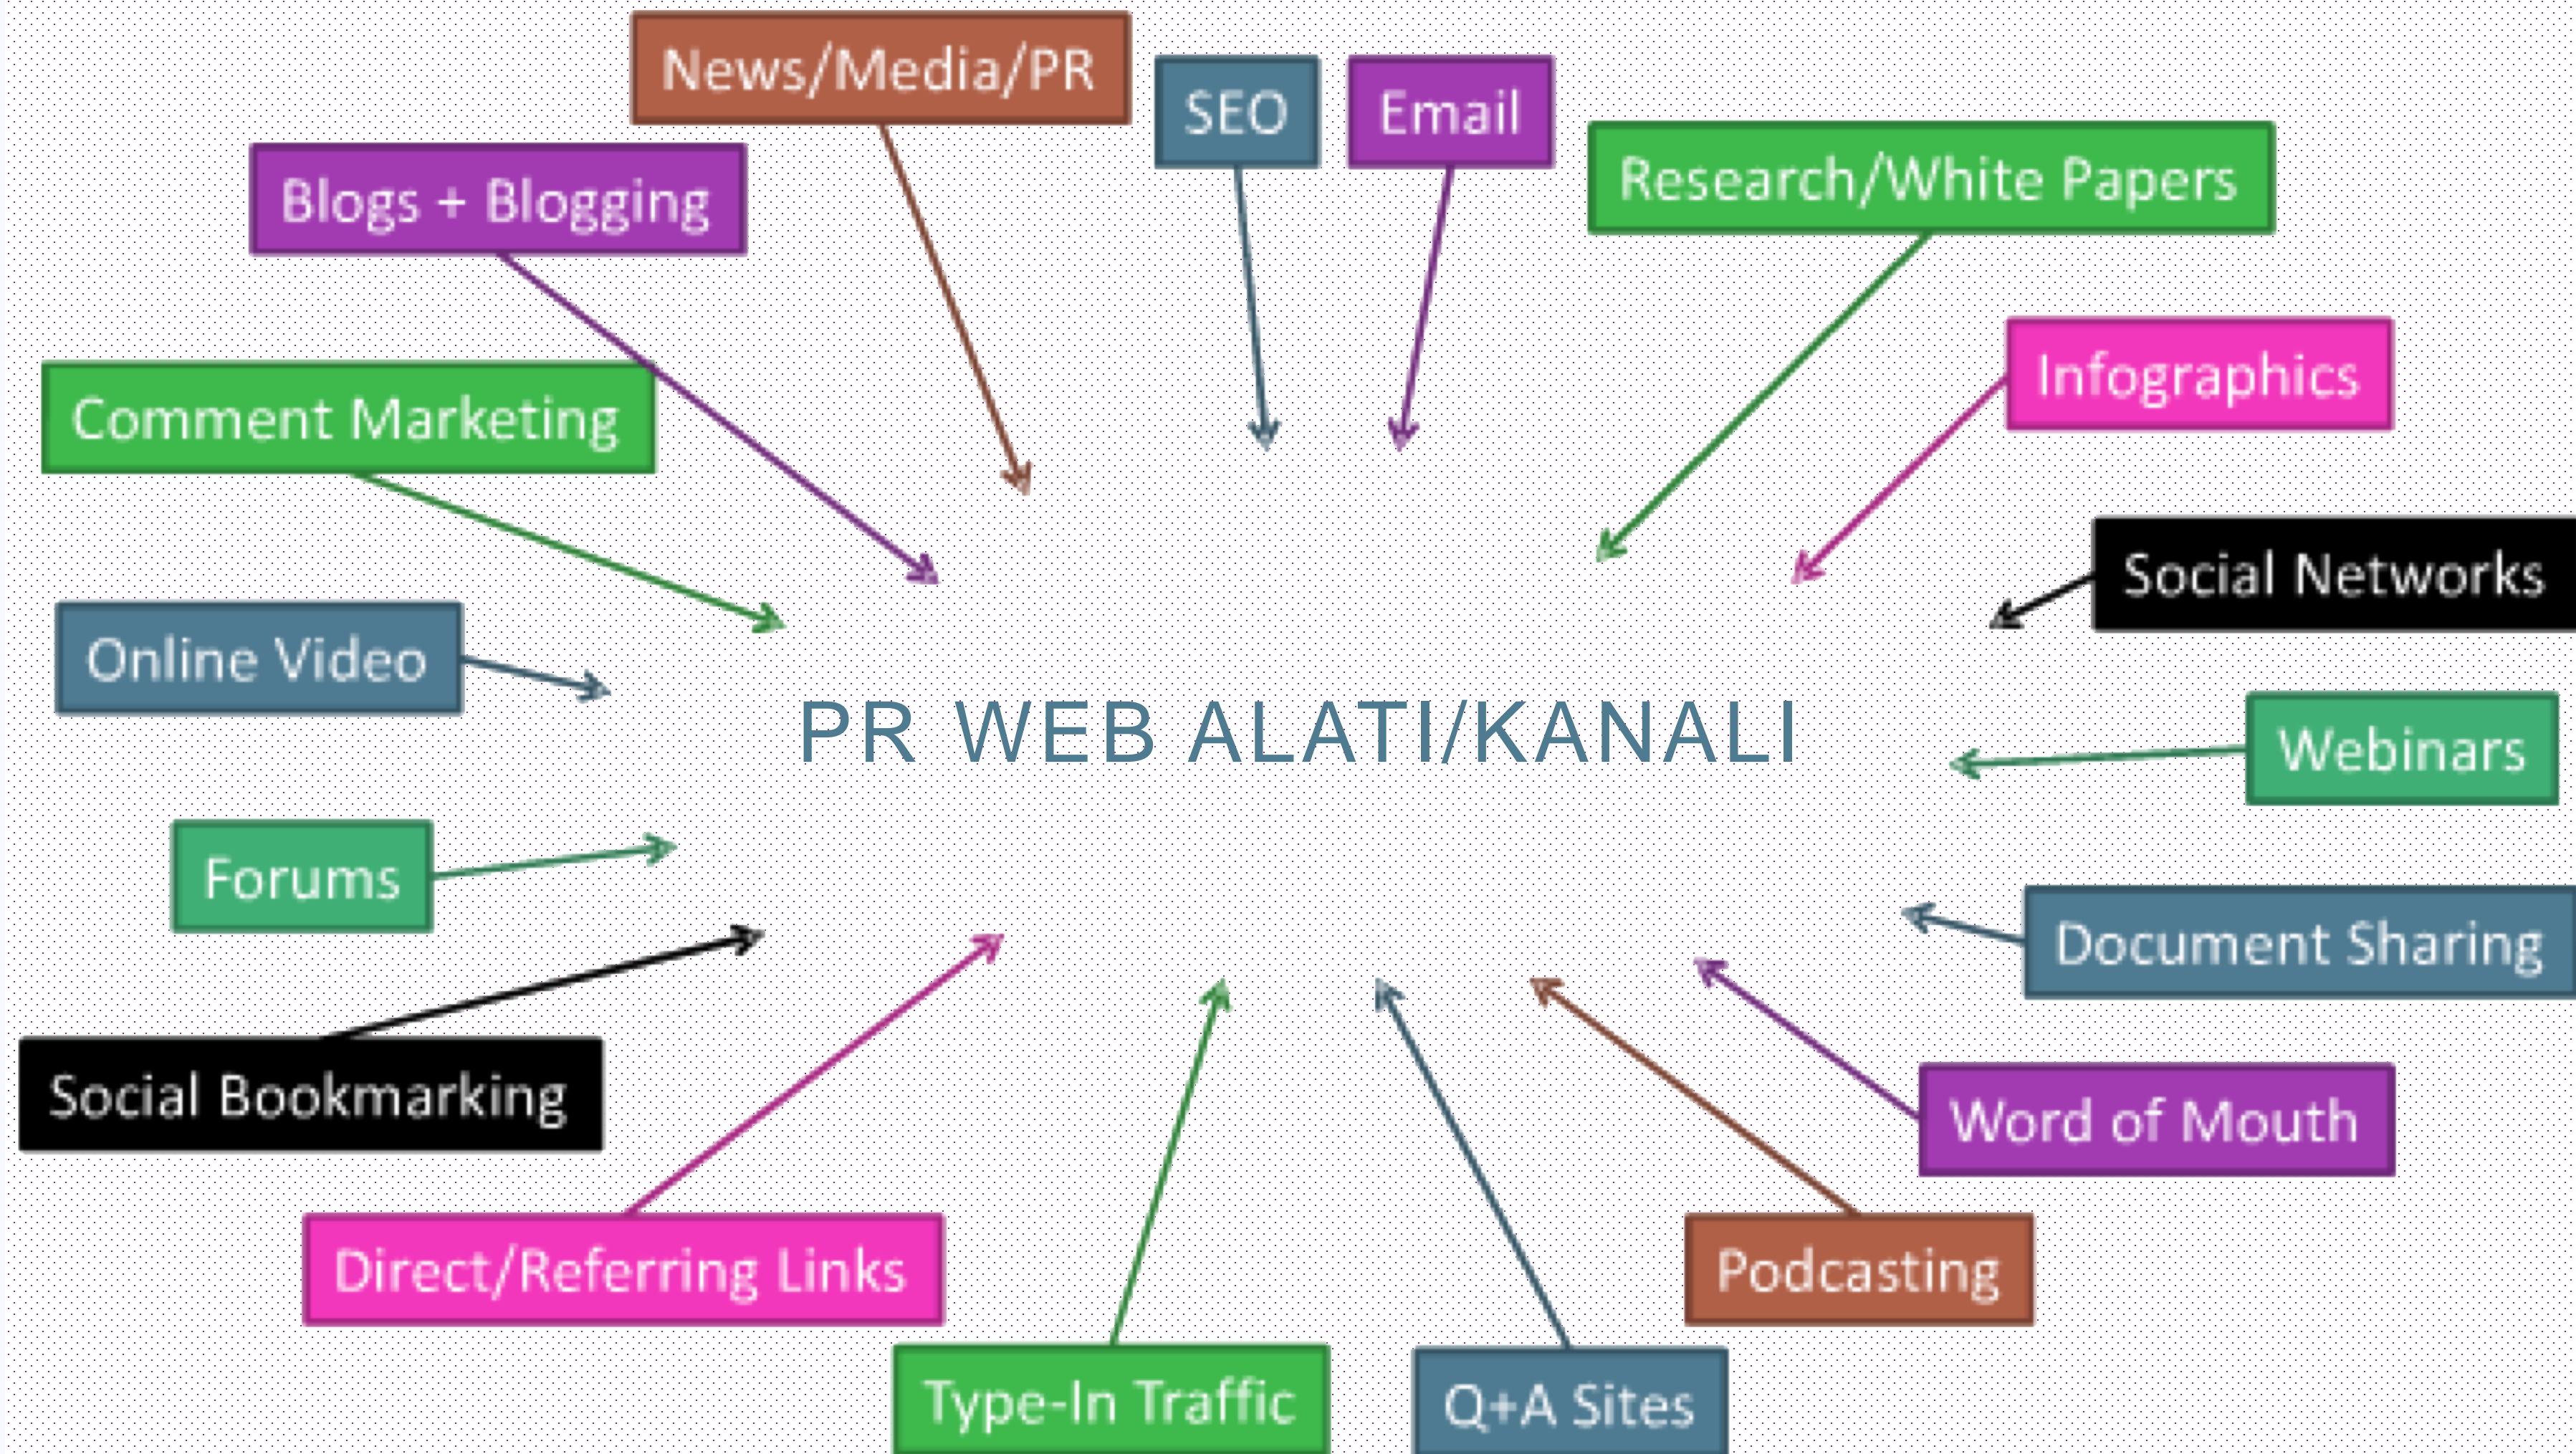 News/Media/PR
SEO
Email
Research/White Papers
Blogs + Blogging
Infographics
Comment Marketing
Social Networks
Online Video
PR WEB ALATI/KANALI
Webinars
Forums
Document Sharing
Social Bookmarking
Word of Mouth
Direct/Referring Links
Podcasting
Type-In Traffic
Q+A Sites